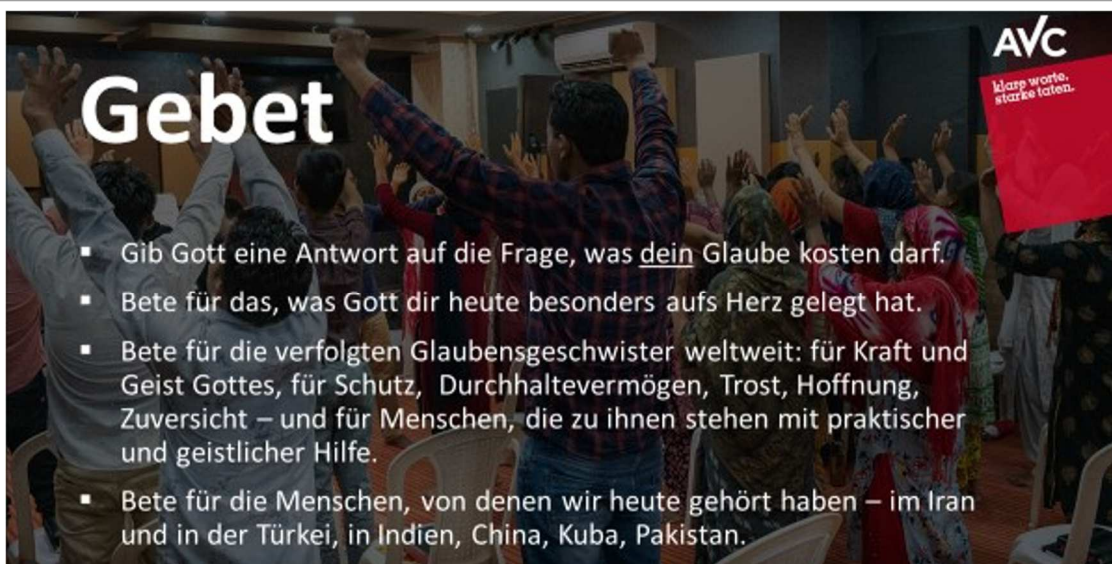 AVC
klare worte.
starke taten.
Gebet
▪ Gib Gott eine Antwort auf die Frage, was dein Glaube kosten darf.
▪ Bete für das, was Gott dir heute besonders aufs Herz gelegt hat.
▪ Bete für die verfolgten Glaubensgeschwister weltweit: für Kraft und
Geist Gottes, für Schutz, Durchhaltevermögen, Trost, Hoffnung,
Zuversicht – und für Menschen, die zu ihnen stehen mit praktischer
und geistlicher Hilfe.
▪ Bete für die Menschen, von denen wir heute gehört haben – im Iran
und in der Türkei, in Indien, China, Kuba, Pakistan.